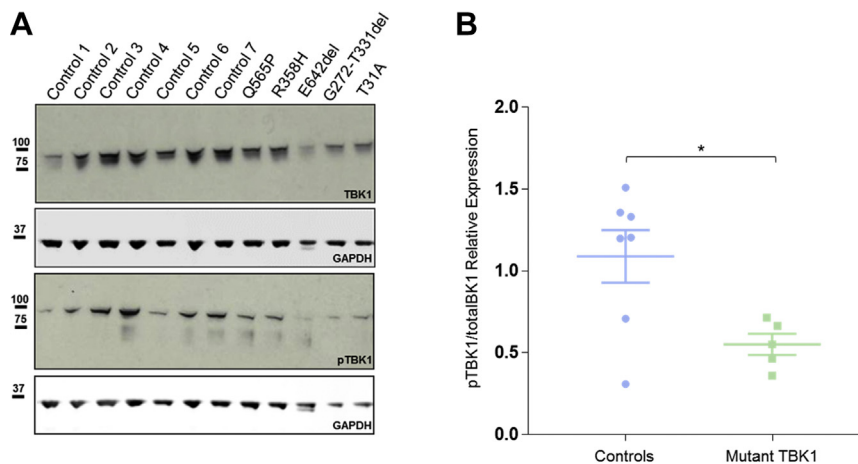 A
Control 1
Control 2
Control 3
Control 4
Control 5
Control 6
Control 7
Q565P
R358H
E642del
G272-T331del
T31A
100
75
TBK1
37
GAPDH
100
75
pTBK1
37
GAPDH
B
pTBK1/totalBK1 Relative Expression
2.0
1.5
1.0
0.5
0.0
*
Controls
Mutant TBK1